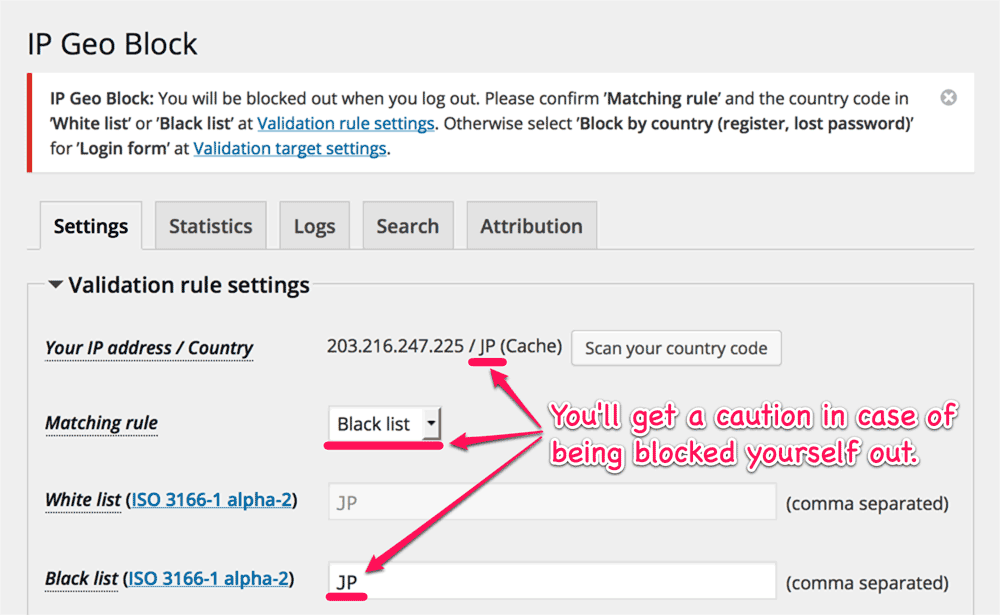 IP Geo Block
IP Geo Block: You will be blocked out when you log out. Please confirm ’Matching rule’ and the country code in
’White list’ or ’Black list’ at Validation rule settings. Otherwise select ’Block by country (register, lost password)’
for ’Login form’ at Validation target settings.
Settings Statistics Logs Search Attribution
Validation rule settings
Your IP address / Country 203.216.247.225 / JP (Cache) Scan your country code
Matching rule Black list
You'll get a caution in case of
being blocked yourself out.
White list (ISO 3166-1 alpha-2) JP (comma separated)
Black list (ISO 3166-1 alpha-2) JP (comma separated)